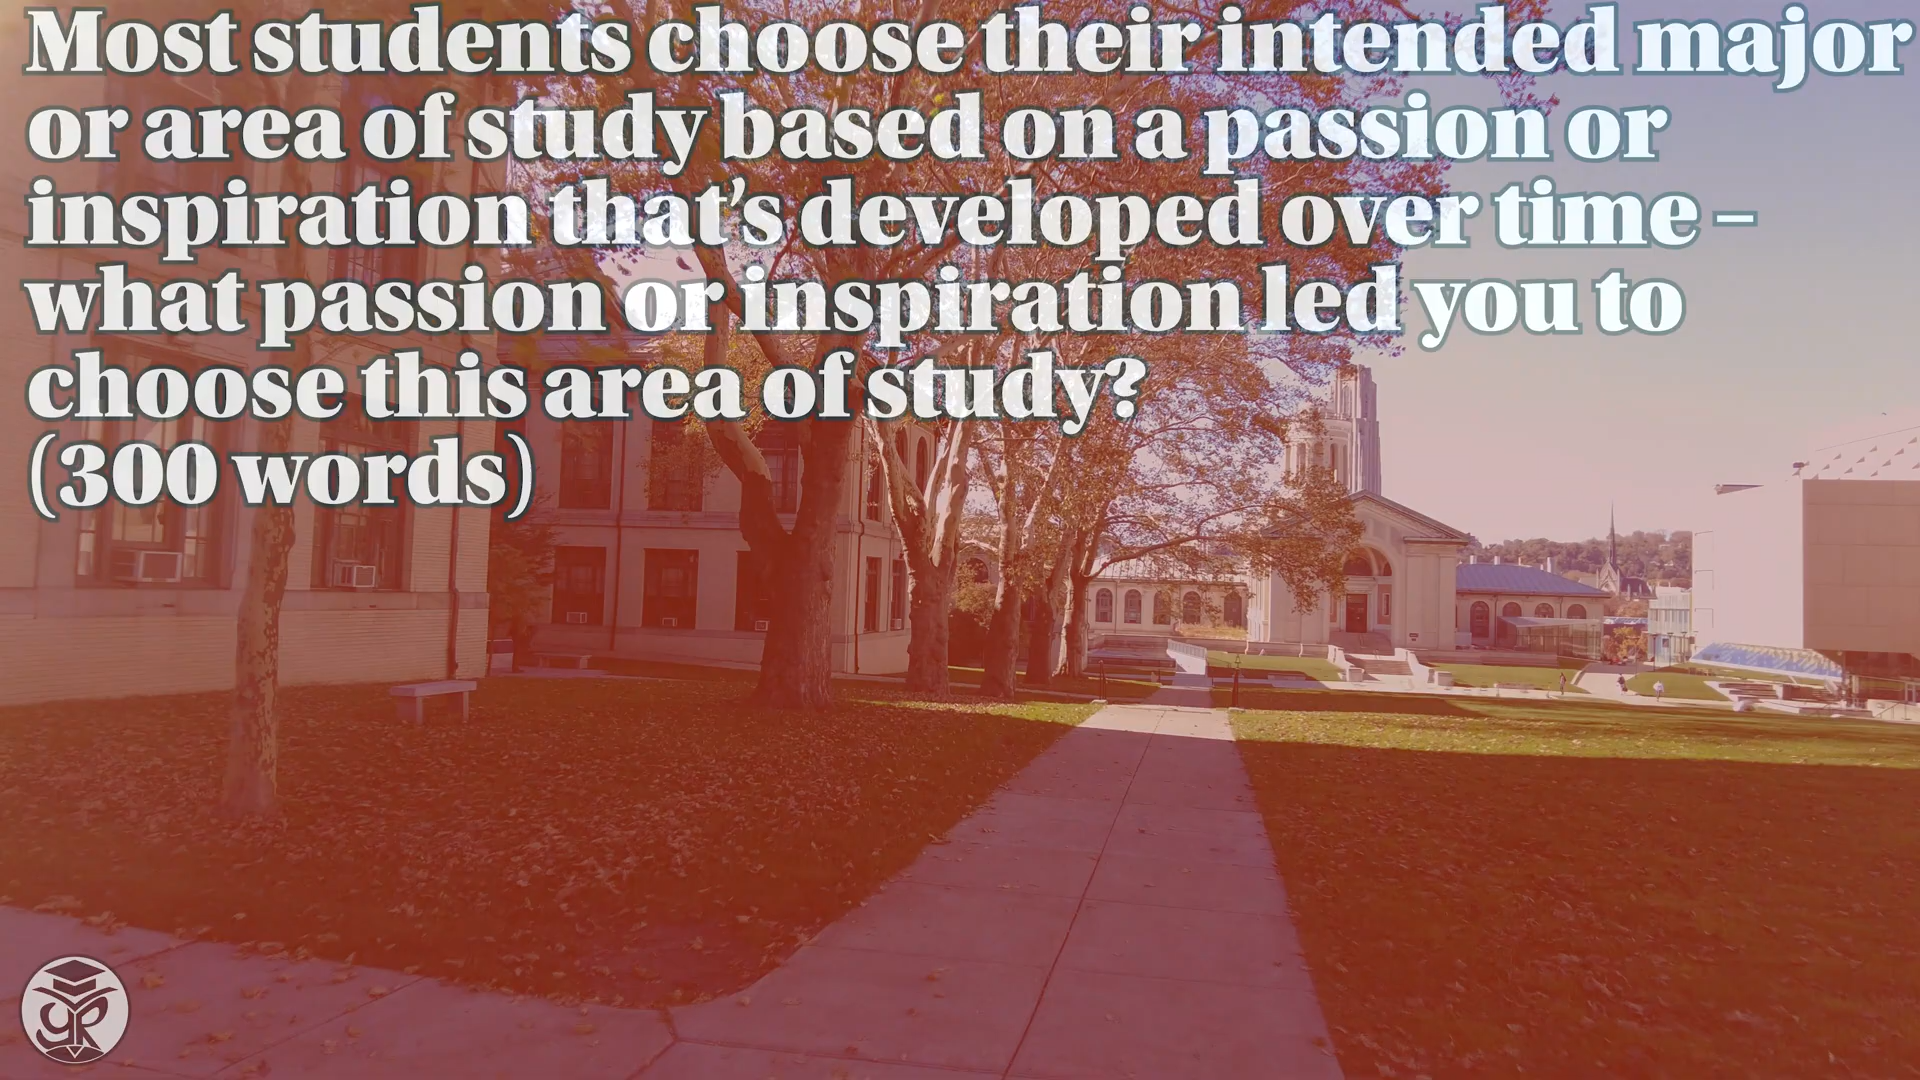 Most students choose their intended major
or area of study based on a passion or
inspiration that's developed over time –
what passion or inspiration led you to
choose this area of study?
(300 words)
YR